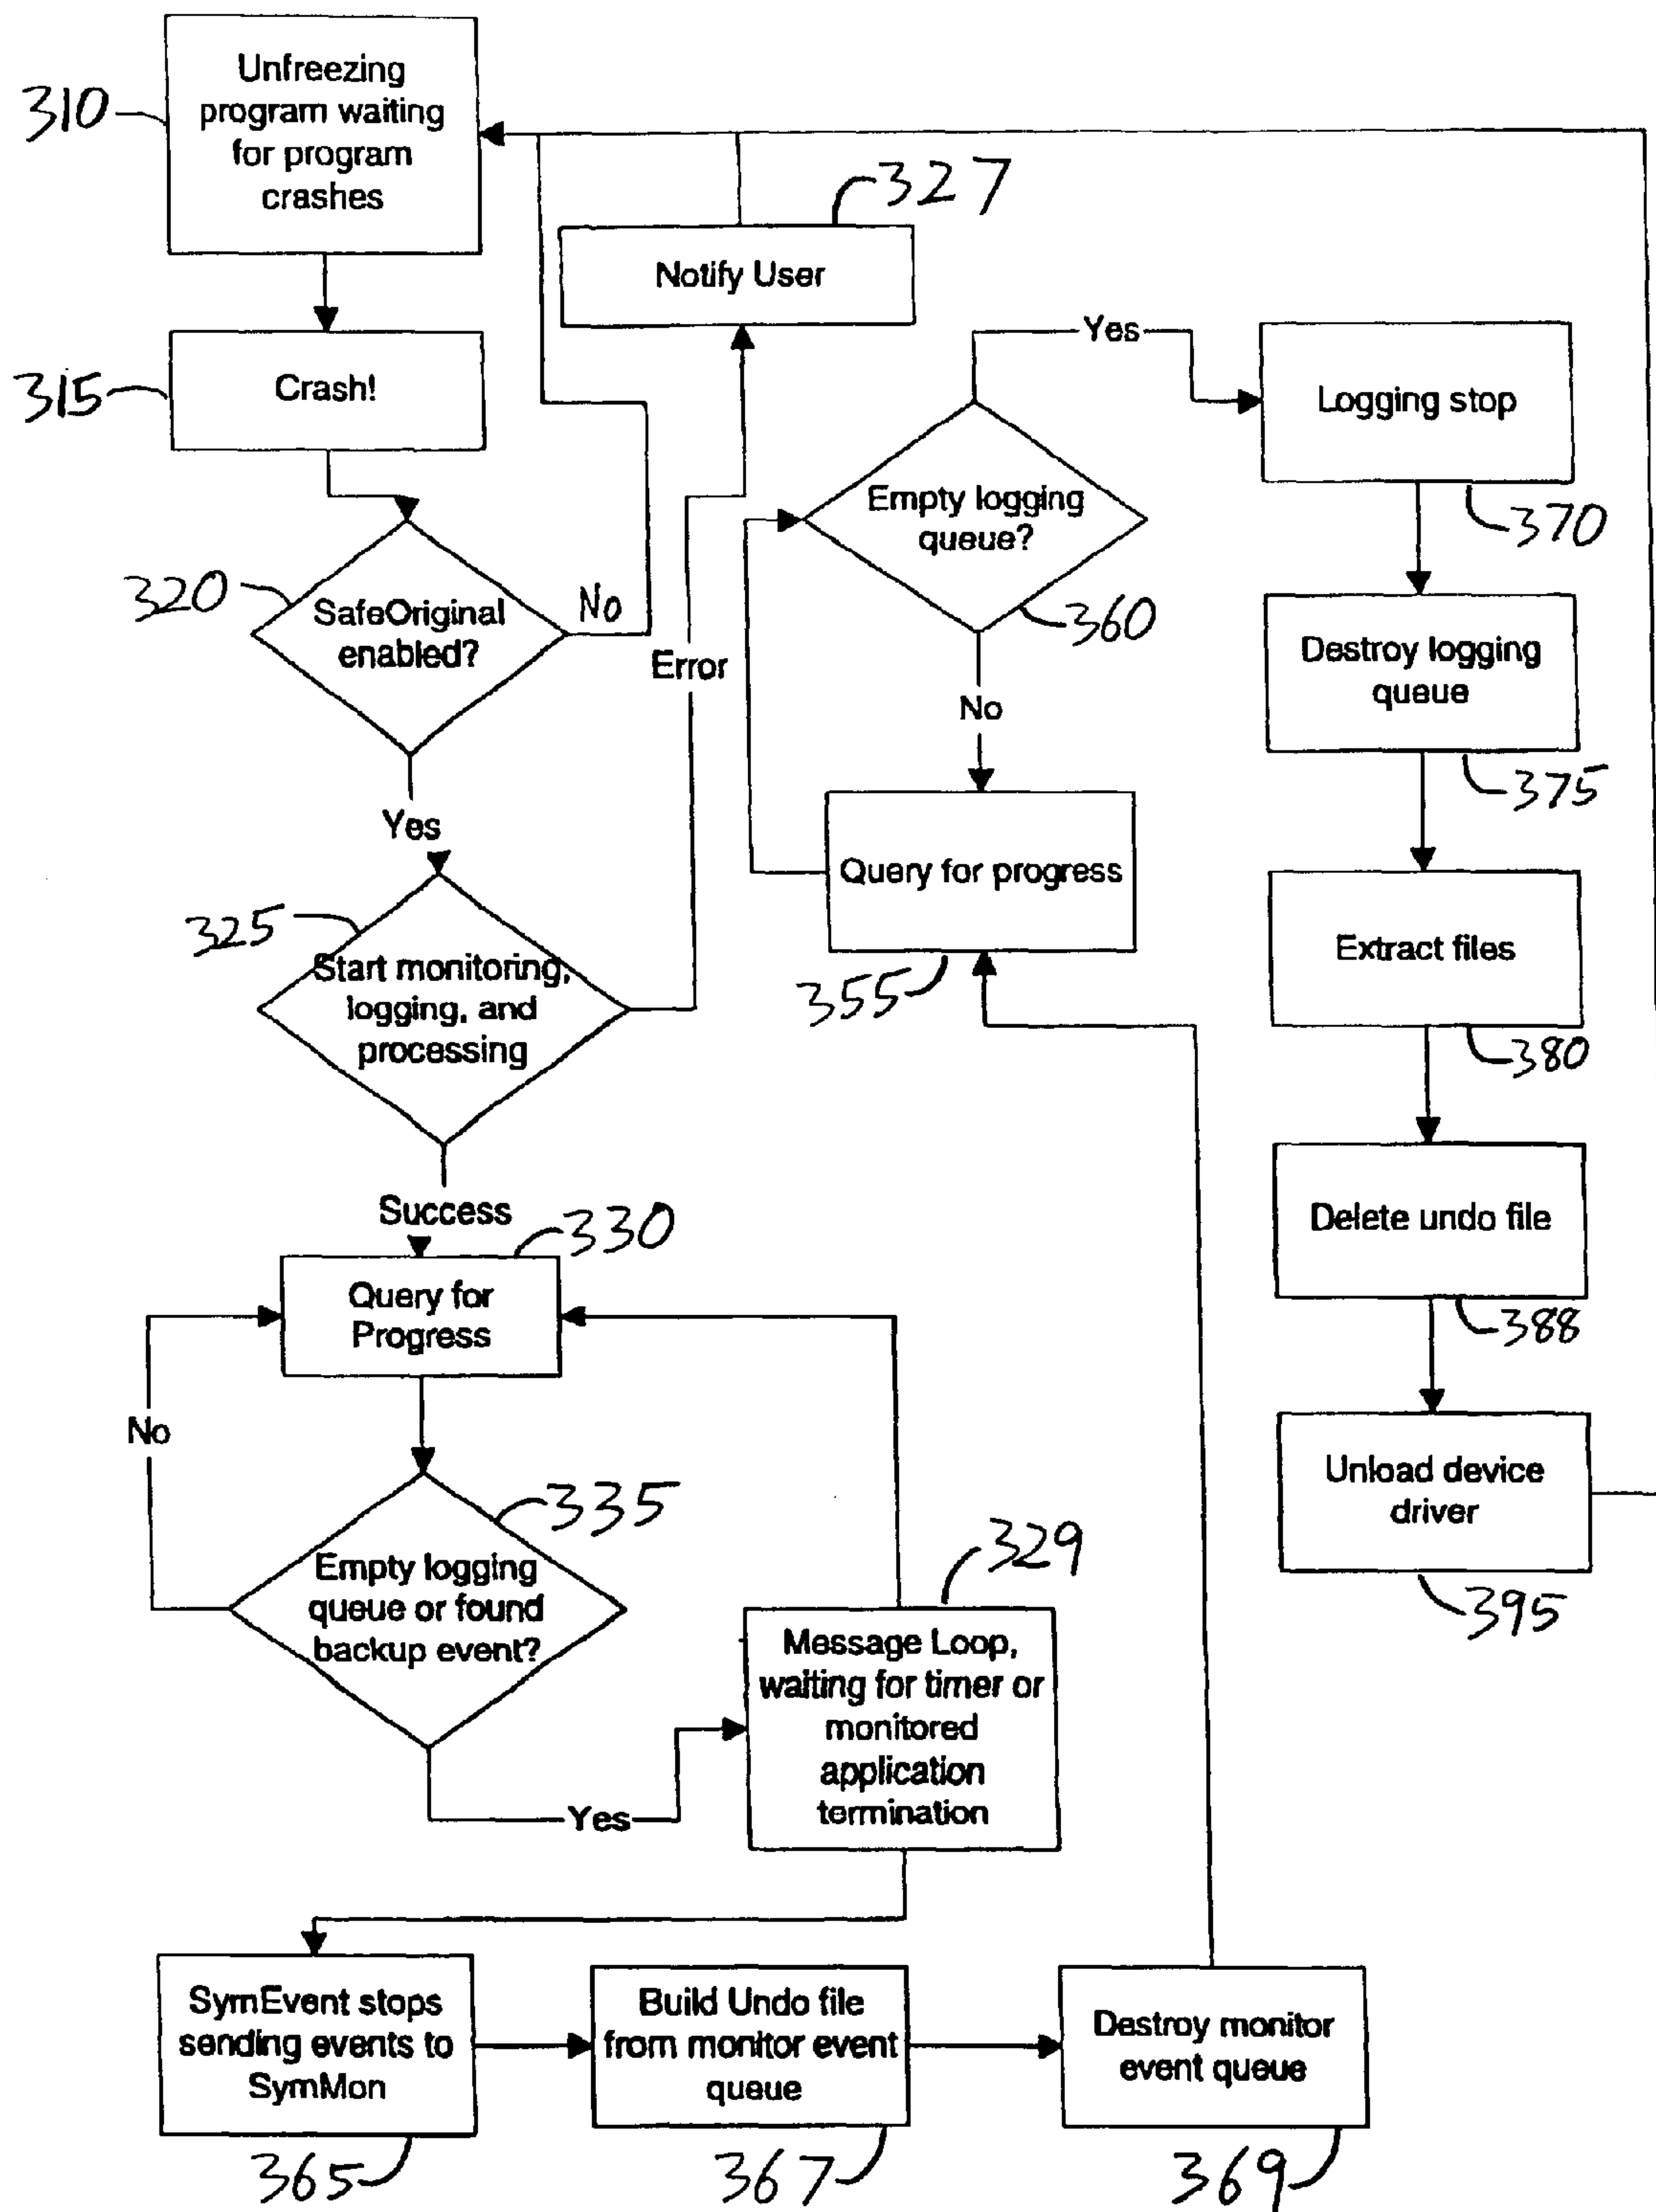 310
Unfreezing
program waiting
for program
crashes
327
Notify User
315
Crash!
Yes
Logging stop
370
320
SafeOriginal
enabled?
No
Error
Empty logging
queue?
360
No
Destroy logging
queue
375
Yes
325
Start monitoring,
logging, and
processing
Query for progress
355
Extract files
380
Success
330
Query for
Progress
Delete undo file
388
No
335
Empty logging
queue or found
backup event?
Yes
329
Message Loop,
waiting for timer or
monitored
application
termination
Unload device
driver
395
SymEvent stops
sending events to
SymMon
365
Build Undo file
from monitor event
queue
367
Destroy monitor
event queue
369